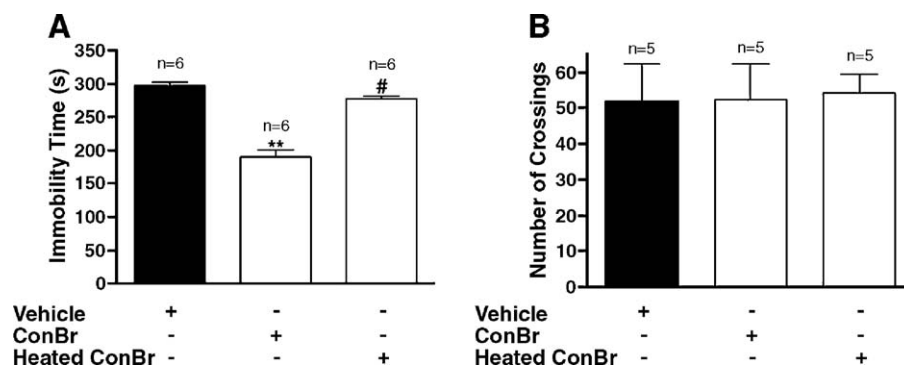 A
Immobility Time (s)
350
300
250
200
150
100
50
0
n=6
n=6
**
n=6
#
Vehicle + - -
ConBr - + -
Heated ConBr - - +
B
Number of Crossings
60
50
40
30
20
10
0
n=5
n=5
n=5
+ - -
- + -
- - +
Vehicle
ConBr
Heated ConBr